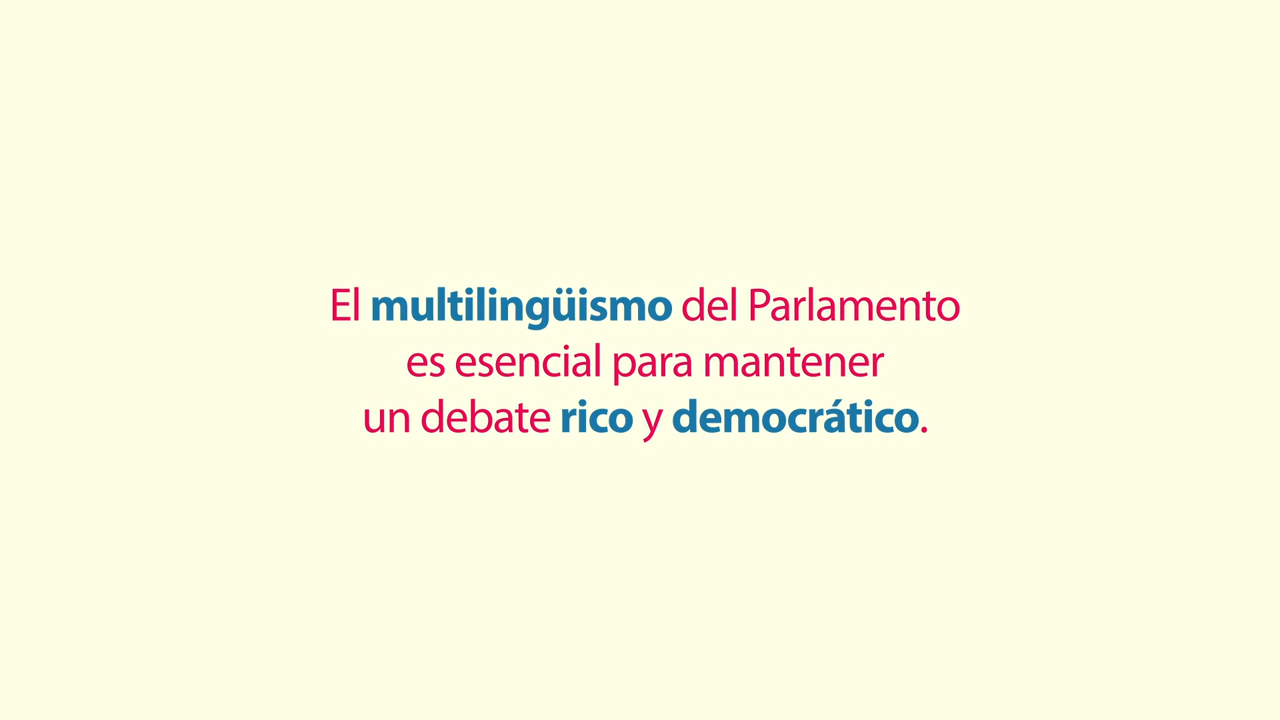 El multilingüismo del Parlamento
es esencial para mantener
un debate rico y democrático.